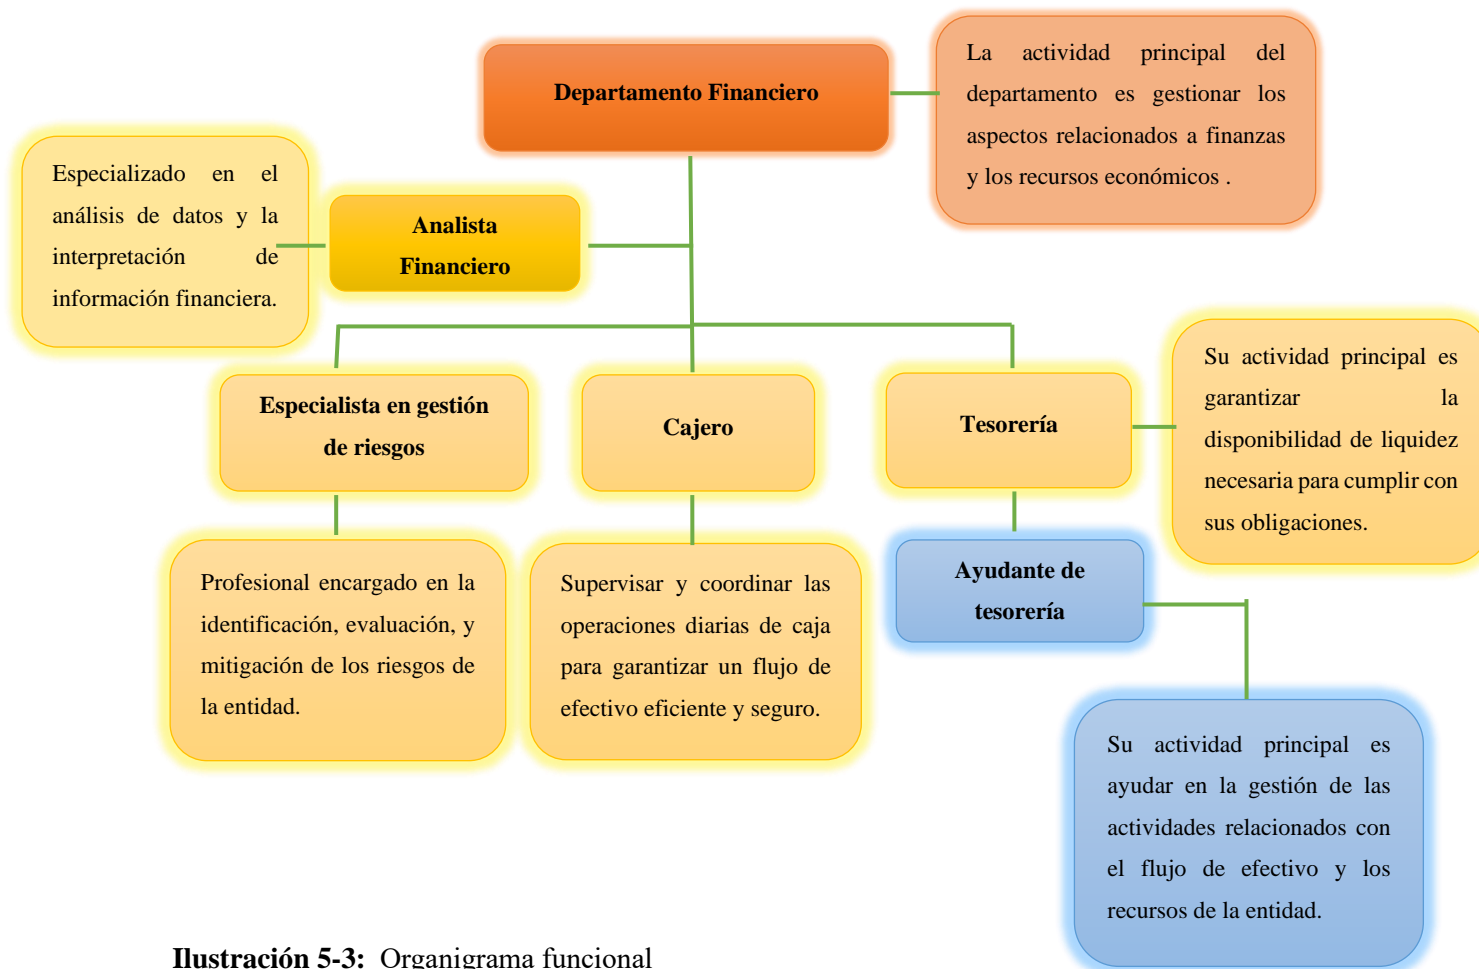 Departamento Financiero
La actividad principal del
departamento es gestionar los
aspectos relacionados a finanzas
y los recursos económicos .
Especializado en el
análisis de datos y la
interpretación de
información financiera.
Analista
Financiero
Especialista en gestión
de riesgos
Cajero
Tesorería
Su actividad principal es
garantizar la
disponibilidad de liquidez
necesaria para cumplir con
sus obligaciones.
Profesional encargado en la
identificación, evaluación, y
mitigación de los riesgos de
la entidad.
Supervisar y coordinar las
operaciones diarias de caja
para garantizar un flujo de
efectivo eficiente y seguro.
Ayudante de
tesorería
Su actividad principal es
ayudar en la gestión de las
actividades relacionados con
el flujo de efectivo y los
recursos de la entidad.
Ilustración 5-3: Organigrama funcional